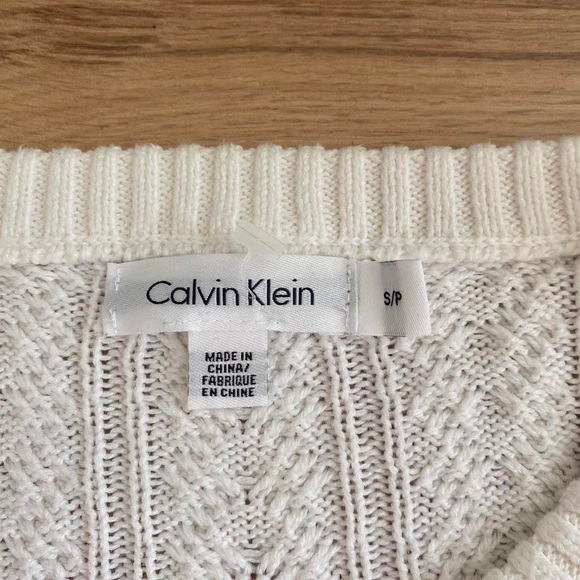 Calvin Klein
S/P
MADE IN
CHINA/
FABRIQUE
EN CHINE